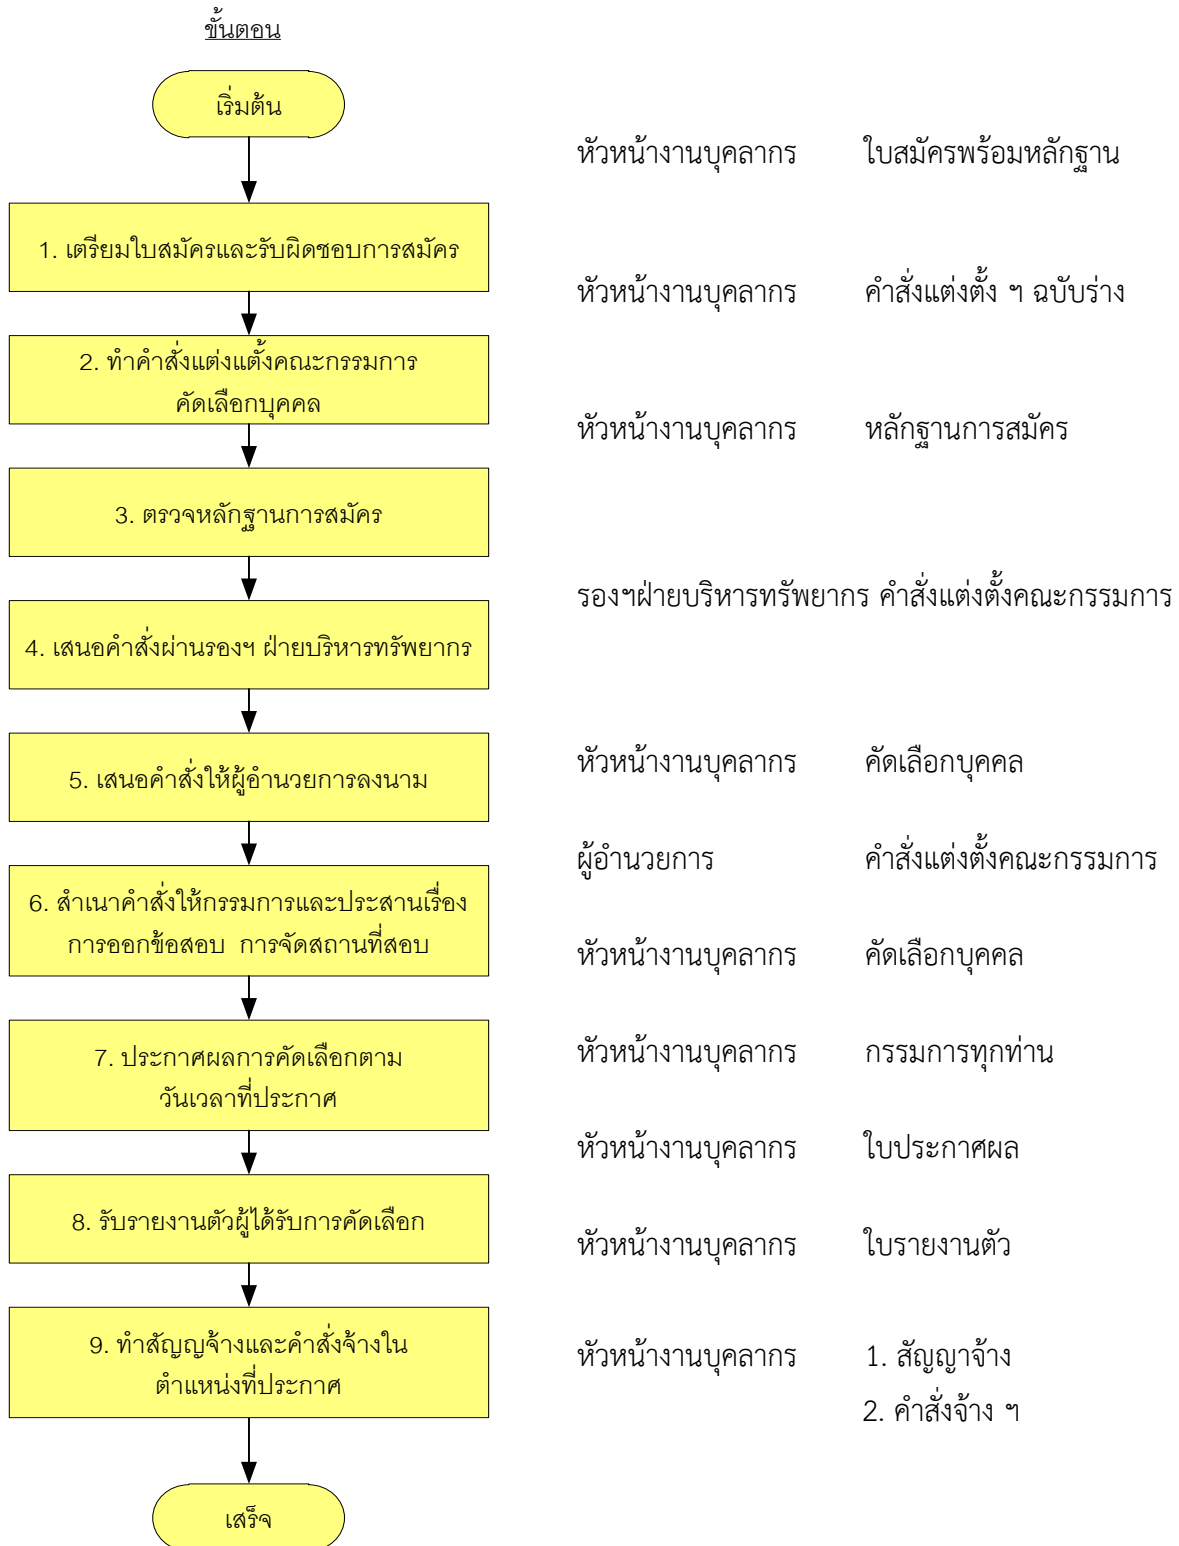 ขั้นตอน
เริ่มต้น
หัวหน้างานบุคลากร ใบสมัครพร้อมหลักฐาน
1. เตรียมใบสมัครและรับผิดชอบการสมัคร
หัวหน้างานบุคลากร คำสั่งแต่งตั้ง ฯ ฉบับร่าง
2. ทำคำสั่งแต่งแตั้งคณะกรรมการ
คัดเลือกบุคคล
หัวหน้างานบุคลากร หลักฐานการสมัคร
3. ตรวจหลักฐานการสมัคร
รองฯฝ่ายบริหารทรัพยากร คำสั่งแต่งตั้งคณะกรรมการ
4. เสนอคำสั่งผ่านรองฯ ฝ่ายบริหารทรัพยากร
หัวหน้างานบุคลากร คัดเลือกบุคคล
5. เสนอคำสั่งให้ผู้อำนวยการลงนาม
ผู้อำนวยการ คำสั่งแต่งตั้งคณะกรรมการ
6. สำเนาคำสั่งให้กรรมการและประสานเรื่อง
การออกข้อสอบ การจัดสถานที่สอบ
หัวหน้างานบุคลากร คัดเลือกบุคคล
หัวหน้างานบุคลากร กรรมการทุกท่าน
7. ประกาศผลการคัดเลือกตาม
วันเวลาที่ประกาศ
หัวหน้างานบุคลากร ใบประกาศผล
8. รับรายงานตัวผู้ได้รับการคัดเลือก
หัวหน้างานบุคลากร ใบรายงานตัว
9. ทำสัญญจ้างและคำสั่งจ้างใน
ตำแหน่งที่ประกาศ
หัวหน้างานบุคลากร 1. สัญญาจ้าง
2. คำสั่งจ้าง ฯ
เสร็จ